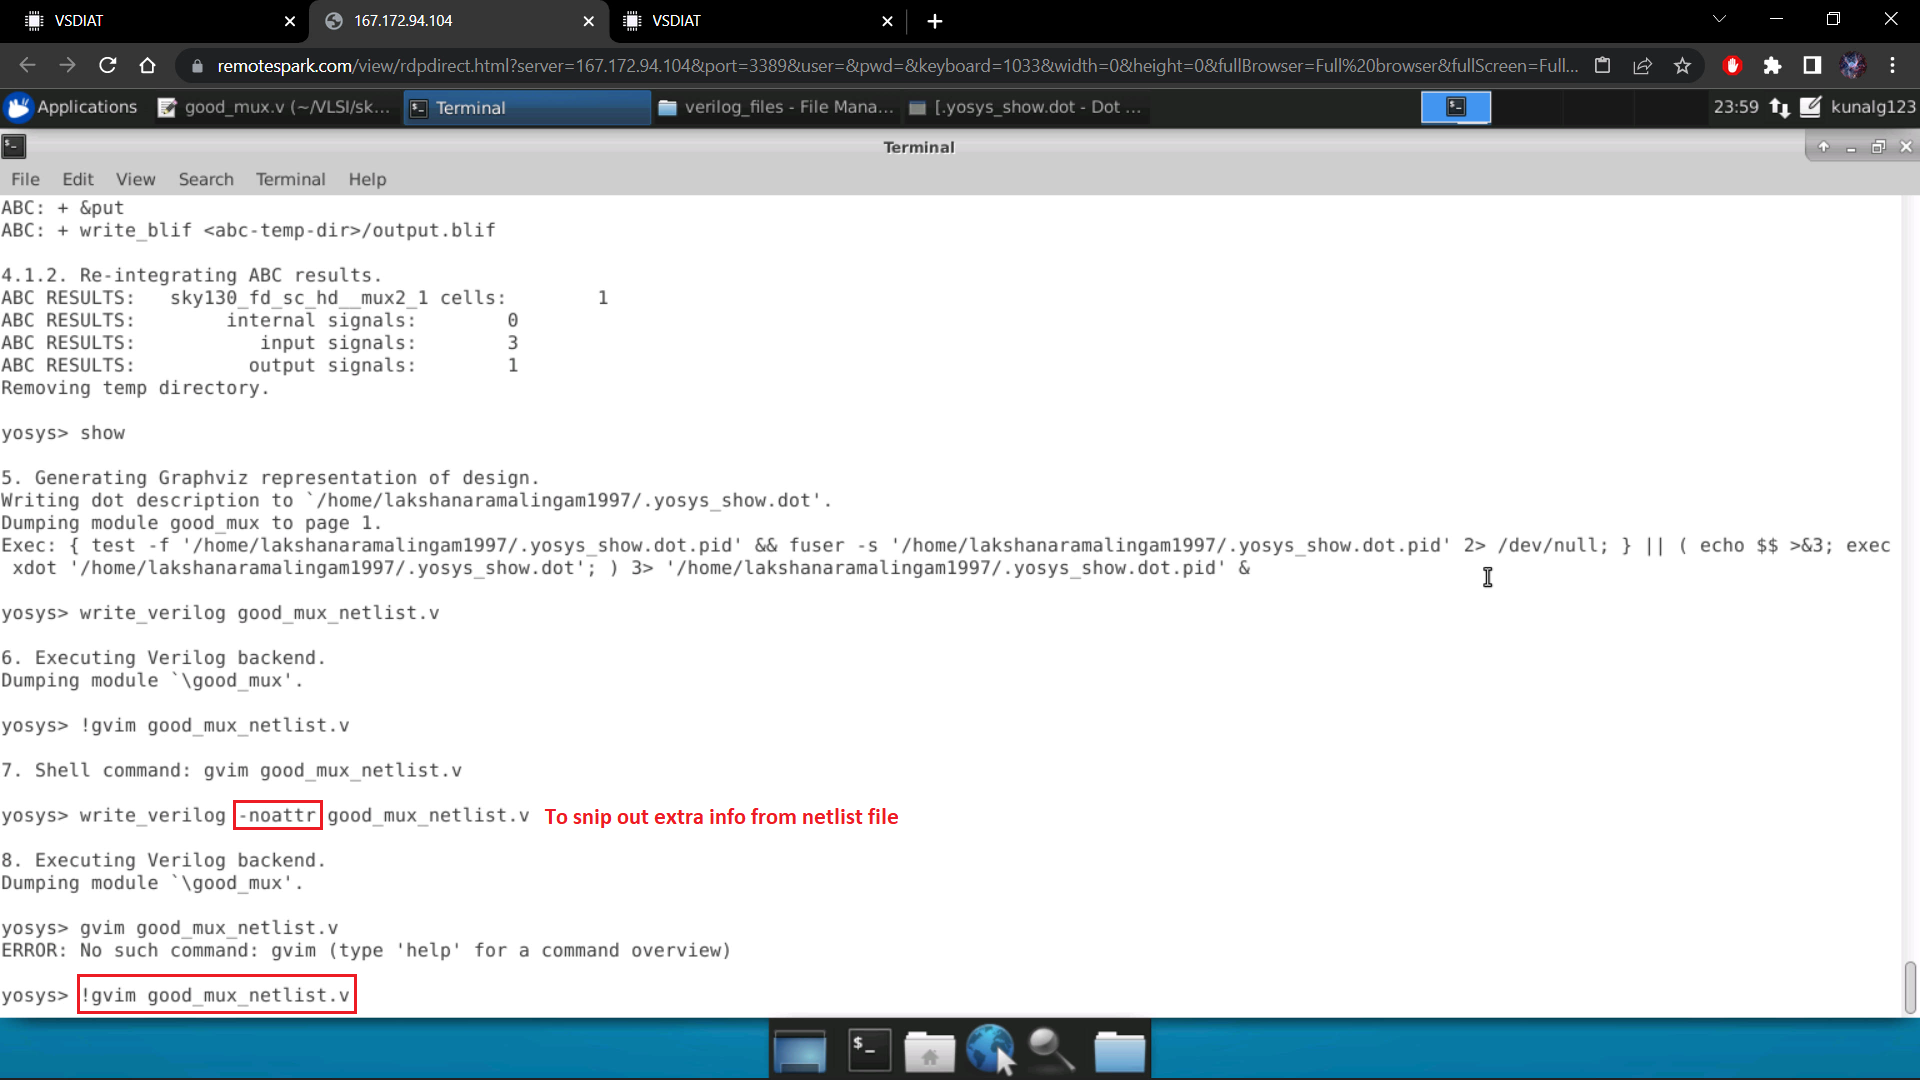 VSDIAT
167.172.94.104
VSDIAT
remotespark.com/view/rdpdirect.html?server=167.172.94.104&port=3389&user=&pwd=&keyboard=1033&width=0&height=0&fullBrowser=Full%20browser&fullScreen=Full...
Applications
good_mux.v (~/VLSI/sk...
Terminal
verilog_files - File Mana...
[.yosys_show.dot - Dot ...
23:59
kunalg123
Terminal
File Edit View Search Terminal Help
ABC: + &put
ABC: + write_blif <abc-temp-dir>/output.blif
4.1.2. Re-integrating ABC results.
ABC RESULTS:   sky130_fd_sc_hd__mux2_1 cells:        1
ABC RESULTS:        internal signals:        0
ABC RESULTS:           input signals:        3
ABC RESULTS:          output signals:        1
Removing temp directory.
yosys> show
5. Generating Graphviz representation of design.
Writing dot description to `/home/lakshanaramalingam1997/.yosys_show.dot'.
Dumping module good_mux to page 1.
Exec: { test -f '/home/lakshanaramalingam1997/.yosys_show.dot.pid' && fuser -s '/home/lakshanaramalingam1997/.yosys_show.dot.pid' 2> /dev/null; } || ( echo $$ >&3; exec
xdot '/home/lakshanaramalingam1997/.yosys_show.dot'; ) 3> '/home/lakshanaramalingam1997/.yosys_show.dot.pid' &
yosys> write_verilog good_mux_netlist.v
6. Executing Verilog backend.
Dumping module `\good_mux'.
yosys> !gvim good_mux_netlist.v
7. Shell command: gvim good_mux_netlist.v
yosys> write_verilog -noattr good_mux_netlist.v To snip out extra info from netlist file
8. Executing Verilog backend.
Dumping module `\good_mux'.
yosys> gvim good_mux_netlist.v
ERROR: No such command: gvim (type 'help' for a command overview)
yosys> !gvim good_mux_netlist.v